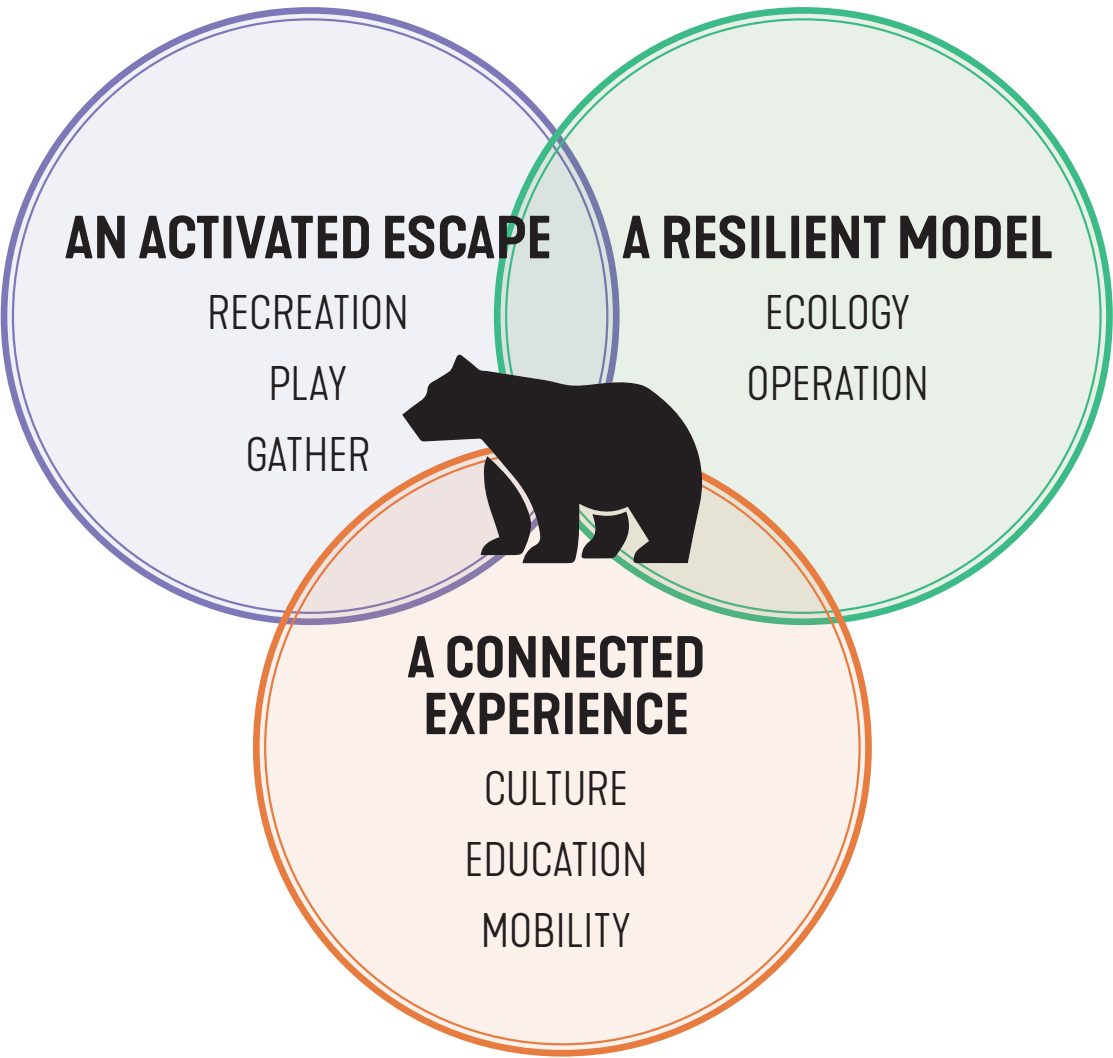 AN ACTIVATED ESCAPE
RECREATION
PLAY
GATHER
A RESILIENT MODEL
ECOLOGY
OPERATION
A CONNECTED
EXPERIENCE
CULTURE
EDUCATION
MOBILITY